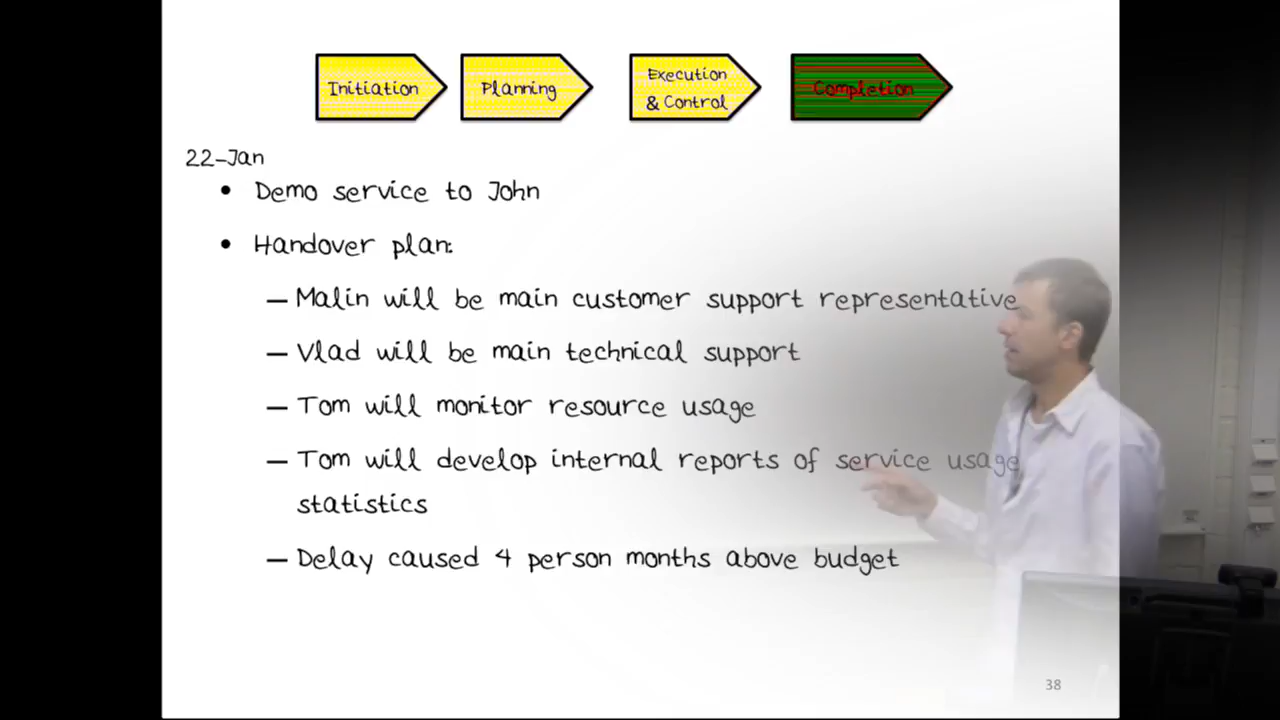 Initiation
Planning
Execution
& Control
Completion
22-Jan
• Demo service to John
• Handover plan:
– Malin will be main customer support representative
– Vlad will be main technical support
– Tom will monitor resource usage
– Tom will develop internal reports of service usage
statistics
– Delay caused 4 person months above budget
38